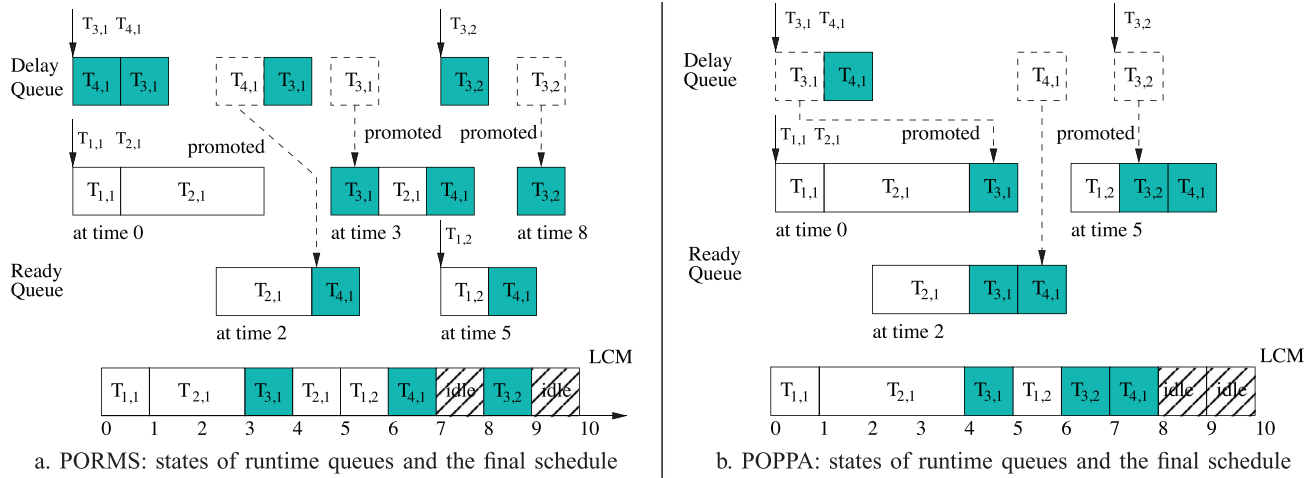 T3,1 T4,1
T3,2
Delay Queue
T4,1 T3,1
T4,1 T3,1
T3,1
T3,2
T3,2
T1,1 T2,1
promoted
promoted
promoted
T1,1 T2,1
T3,1 T2,1 T4,1
T3,2
at time 0
at time 3
at time 8
T1,2
Ready Queue
T2,1 T4,1
T1,2 T4,1
at time 2
at time 5
LCM
T1,1 T2,1 T3,1 T2,1 T1,2 T4,1 idle T3,2 idle
0 1 2 3 4 5 6 7 8 9 10
a. PORMS: states of runtime queues and the final schedule
T3,1 T4,1
T3,2
Delay Queue
T3,1 T4,1
T4,1
T3,2
T1,1 T2,1
promoted
promoted
T1,1 T2,1 T3,1
T1,2 T3,2 T4,1
at time 0
at time 5
Ready Queue
T2,1 T3,1 T4,1
at time 2
LCM
T1,1 T2,1 T3,1 T1,2 T3,2 T4,1 idle idle
0 1 2 3 4 5 6 7 8 9 10
b. POPPA: states of runtime queues and the final schedule